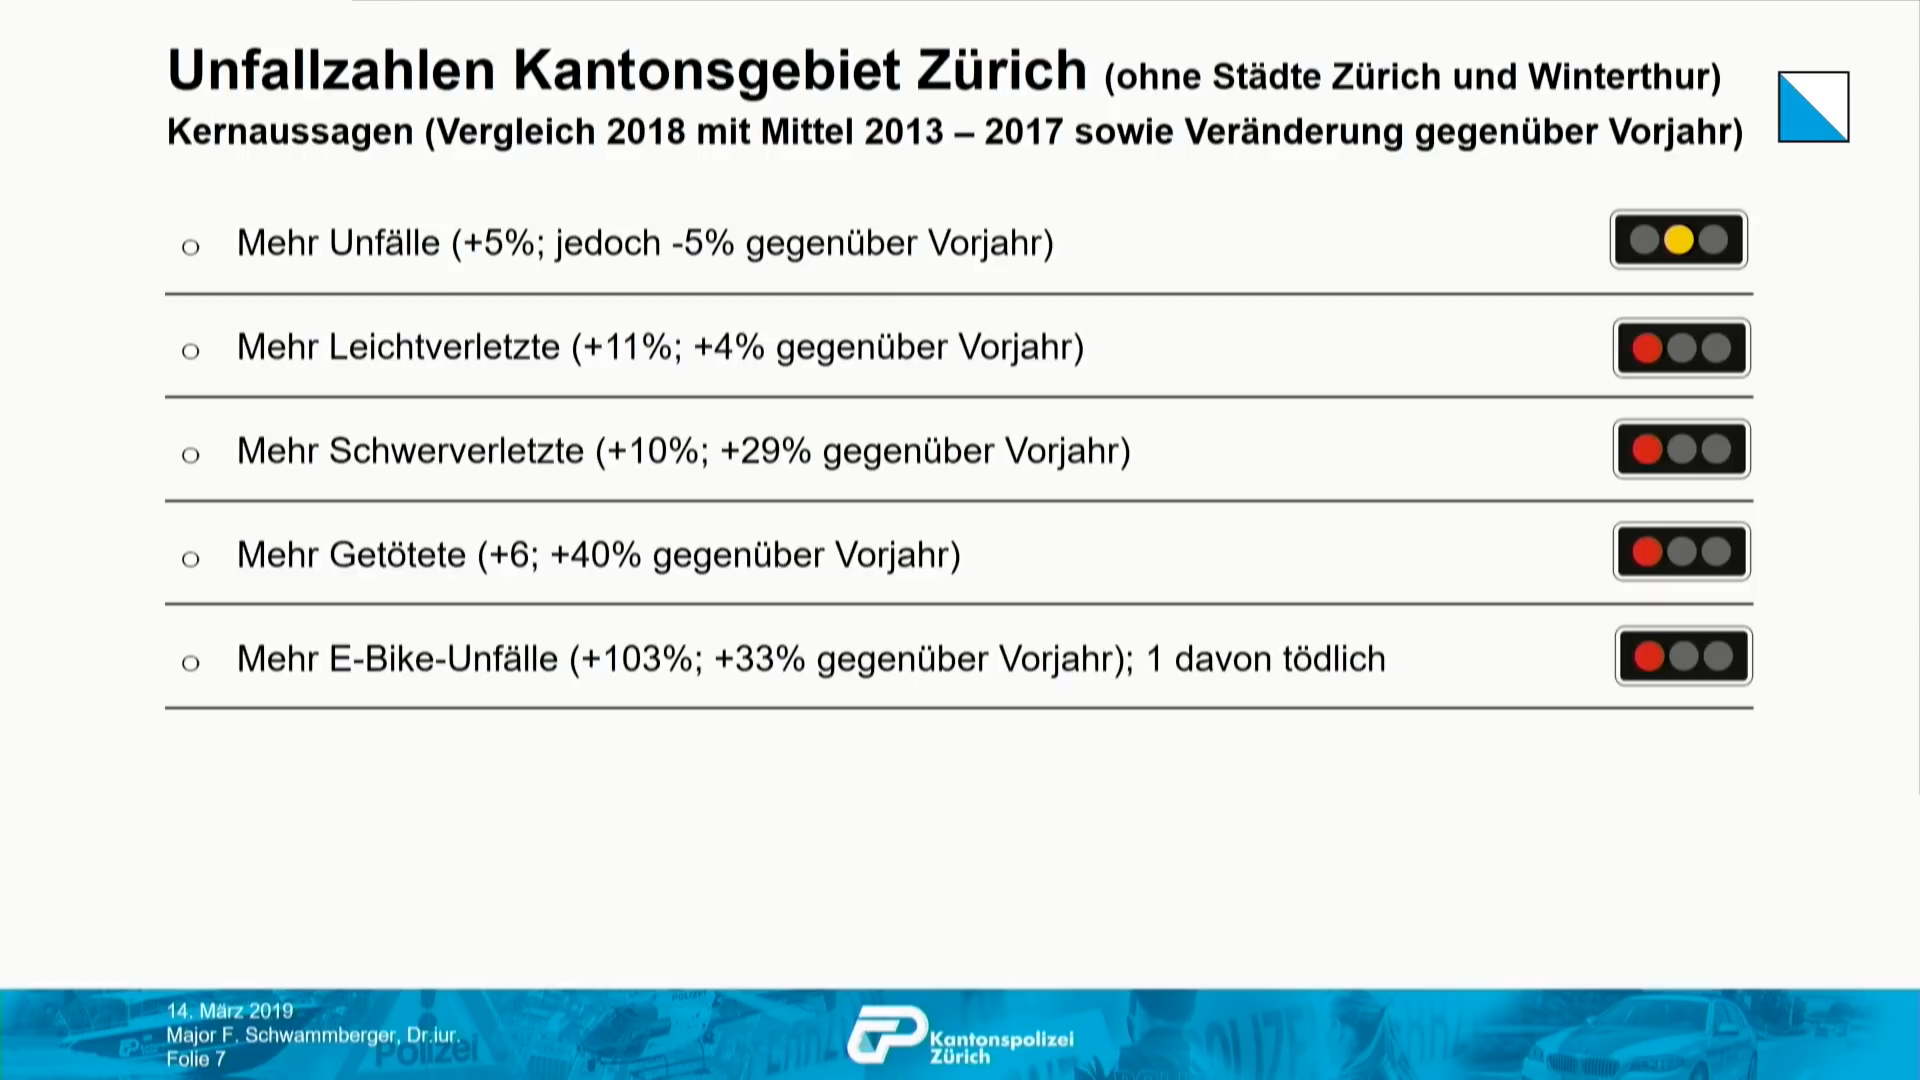 Unfallzahlen Kantonsgebiet Zürich (ohne Städte Zürich und Winterthur)
Kernaussagen (Vergleich 2018 mit Mittel 2013 – 2017 sowie Veränderung gegenüber Vorjahr)
Mehr Unfälle (+5%; jedoch -5% gegenüber Vorjahr)
Mehr Leichtverletzte (+11%; +4% gegenüber Vorjahr)
Mehr Schwerverletzte (+10%; +29% gegenüber Vorjahr)
Mehr Getötete (+6; +40% gegenüber Vorjahr)
Mehr E-Bike-Unfälle (+103%; +33% gegenüber Vorjahr); 1 davon tödlich
14. März 2019
Major F. Schwammberger, Dr.iur.
Folie 7
Polizei
Kantonspolizei
Zürich